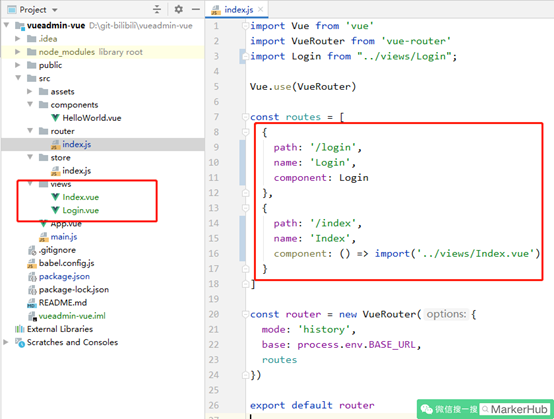 Project
vueadmin-vue D:\git-bilibili\vueadmin-vue
.idea
node_modules library root
public
src
assets
components
HelloWorld.vue
router
index.js
store
index.js
views
Index.vue
Login.vue
App.vue
main.js
.gitignore
babel.config.js
package.json
package-lock.json
README.md
vueadmin-vue.iml
External Libraries
Scratches and Consoles
index.js
1 import Vue from 'vue'
2 import VueRouter from 'vue-router'
3 import Login from "../views/Login";
4
5 Vue.use(VueRouter)
6
7 const routes = [
8 {
9 path: '/login',
10 name: 'Login',
11 component: Login
12 },
13 {
14 path: '/index',
15 name: 'Index',
16 component: () => import('../views/Index.vue')
17 }
18 ]
19
20 const router = new VueRouter( options: {
21 mode: 'history',
22 base: process.env.BASE_URL,
23 routes
24 })
25
26 export default router
27
微信搜一搜 MarkerHub